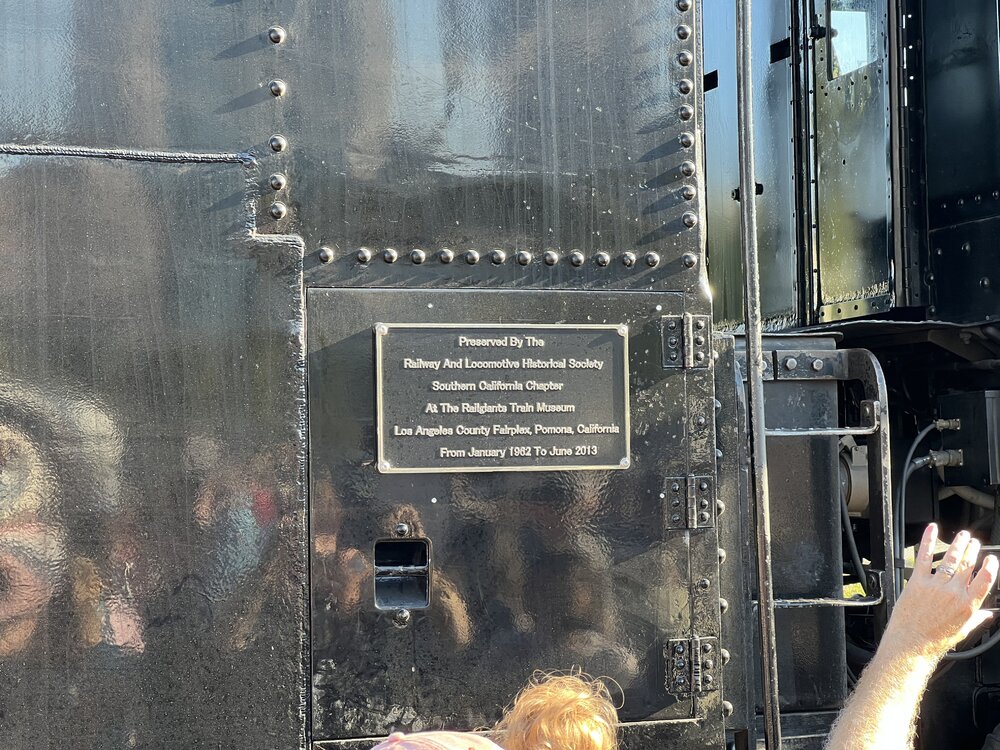 Preserved By The
Railway And Locomotive Historical Society
Southern California Chapter
At The Railgiants Train Museum
Los Angeles County Fairplex, Pomona, California
From January 1962 To June 2013